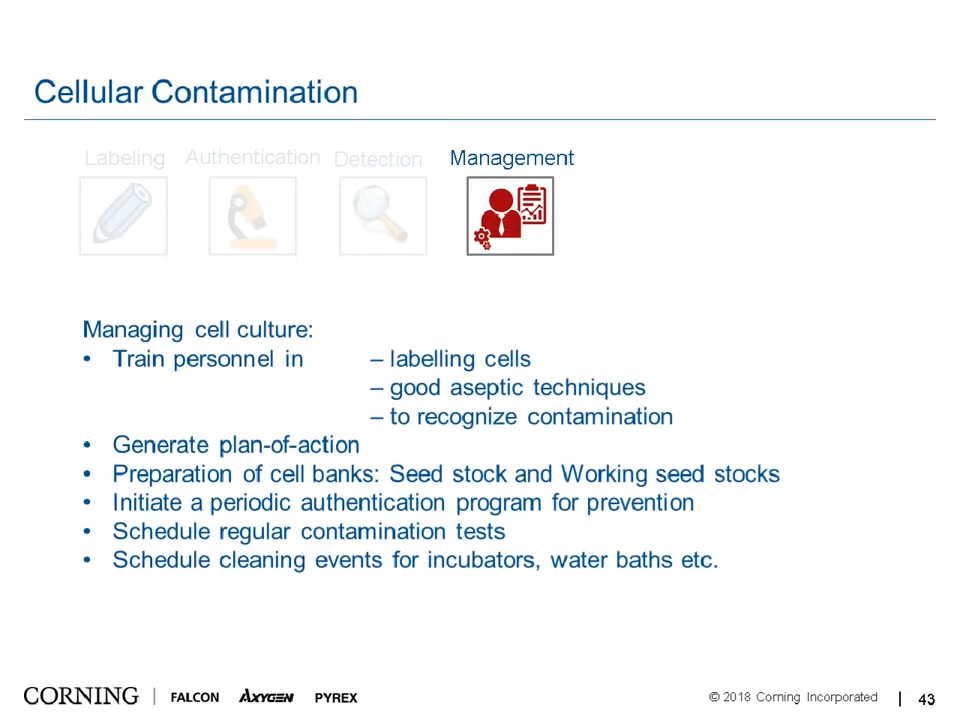 Cellular Contamination
Labeling Authentication Detection Management
Managing cell culture:
• Train personnel in – labelling cells
– good aseptic techniques
– to recognize contamination
• Generate plan-of-action
• Preparation of cell banks: Seed stock and Working seed stocks
• Initiate a periodic authentication program for prevention
• Schedule regular contamination tests
• Schedule cleaning events for incubators, water baths etc.
CORNING | FALCON AXYGEN PYREX © 2018 Corning Incorporated | 43